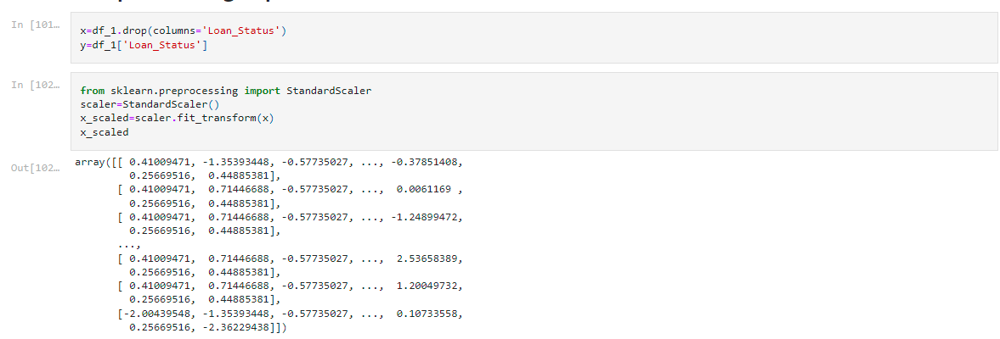 In [101…
x=df_1.drop(columns='Loan_Status')
y=df_1['Loan_Status']
In [102…
from sklearn.preprocessing import StandardScaler
scaler=StandardScaler()
x_scaled=scaler.fit_transform(x)
x_scaled
Out[102…
array([[ 0.41009471, -1.35393448, -0.57735027, ..., -0.37851408,
0.25669516, 0.44885381],
[ 0.41009471, 0.71446688, -0.57735027, ..., 0.0061169 ,
0.25669516, 0.44885381],
[ 0.41009471, 0.71446688, -0.57735027, ..., -1.24899472,
0.25669516, 0.44885381],
...,
[ 0.41009471, 0.71446688, -0.57735027, ..., 2.53658389,
0.25669516, 0.44885381],
[ 0.41009471, 0.71446688, -0.57735027, ..., 1.20049732,
0.25669516, 0.44885381],
[-2.00439548, -1.35393448, -0.57735027, ..., 0.10733558,
0.25669516, -2.36229438]])